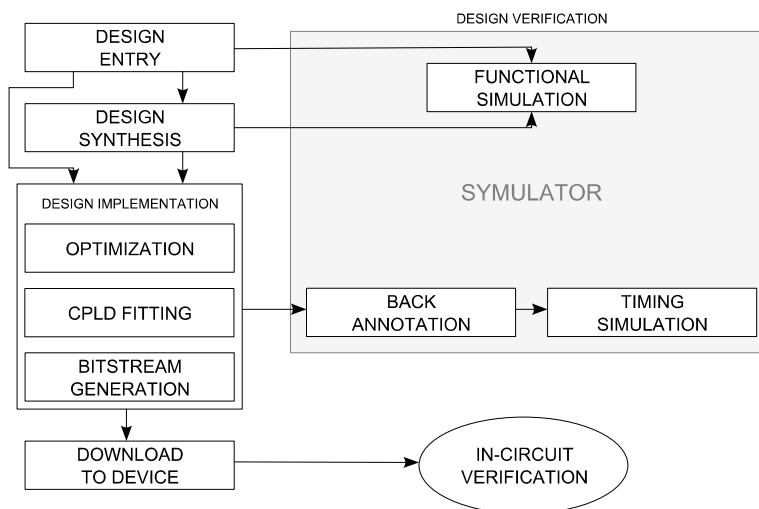 DESIGN VERIFICATION
DESIGN
ENTRY
FUNCTIONAL
SIMULATION
DESIGN
SYNTHESIS
SYMULATOR
DESIGN IMPLEMENTATION
OPTIMIZATION
CPLD FITTING
BACK
ANNOTATION
TIMING
SIMULATION
BITSTREAM
GENERATION
DOWNLOAD
TO DEVICE
IN-CIRCUIT
VERIFICATION